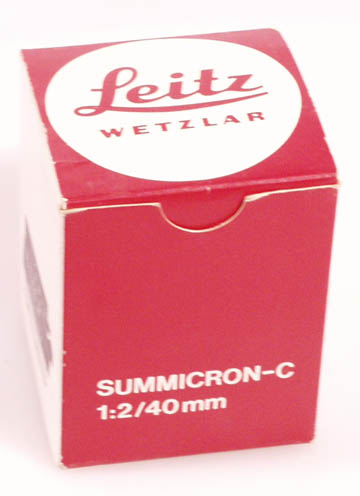 Leitz
WETZLAR
SUMMICRON-C
1:2/40mm